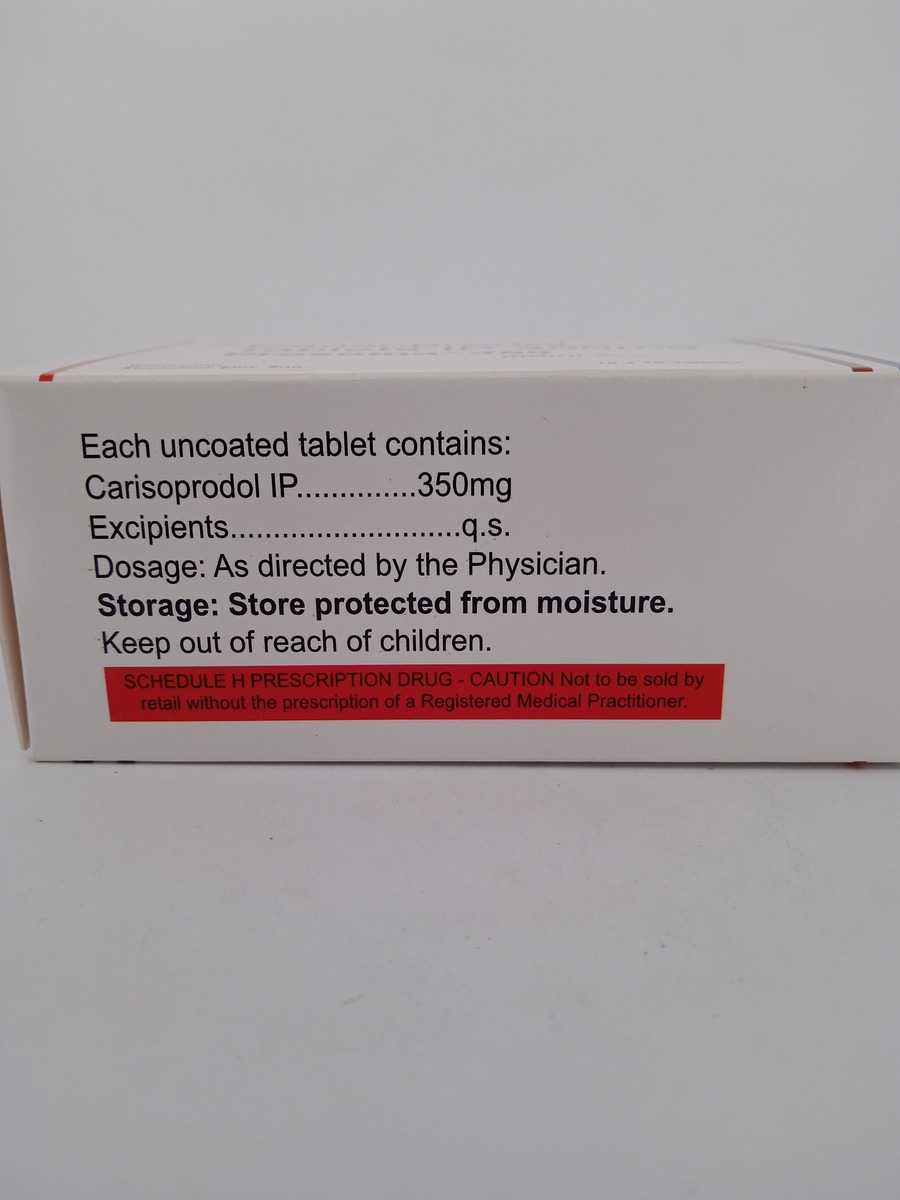 Each uncoated tablet contains:
Carisoprodol IP..............350mg
Excipients...........................q.s.
Dosage: As directed by the Physician.
Storage: Store protected from moisture.
Keep out of reach of children.
SCHEDULE H PRESCRIPTION DRUG - CAUTION Not to be sold by
retail without the prescription of a Registered Medical Practitioner.